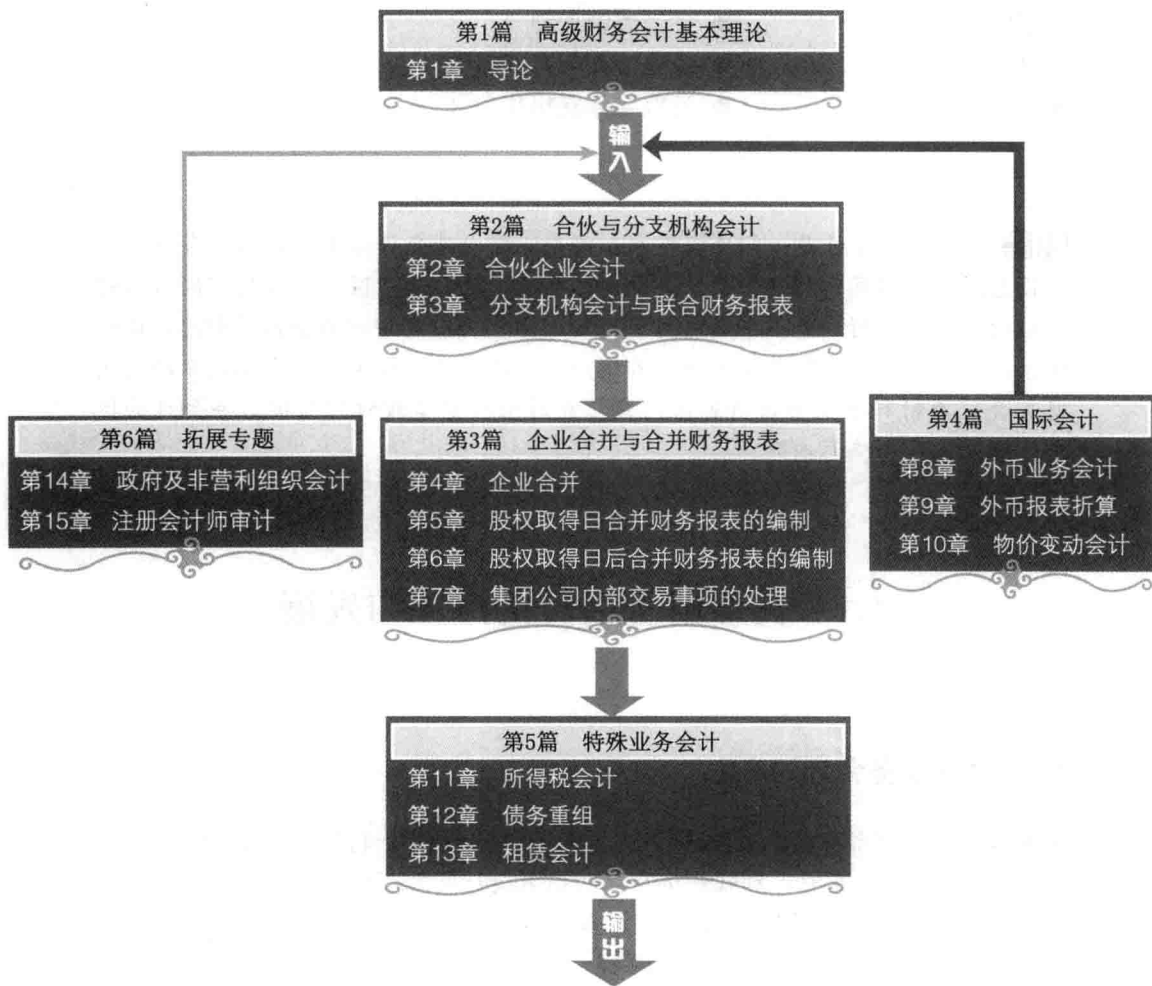 第1篇 高级财务会计基本理论
第1章 导论
输入
第2篇 合伙与分支机构会计
第2章 合伙企业会计
第3章 分支机构会计与联合财务报表
第6篇 拓展专题
第14章 政府及非营利组织会计
第15章 注册会计师审计
第3篇 企业合并与合并财务报表
第4章 企业合并
第5章 股权取得日合并财务报表的编制
第6章 股权取得日后合并财务报表的编制
第7章 集团公司内部交易事项的处理
第4篇 国际会计
第8章 外币业务会计
第9章 外币报表折算
第10章 物价变动会计
第5篇 特殊业务会计
第11章 所得税会计
第12章 债务重组
第13章 租赁会计
输出